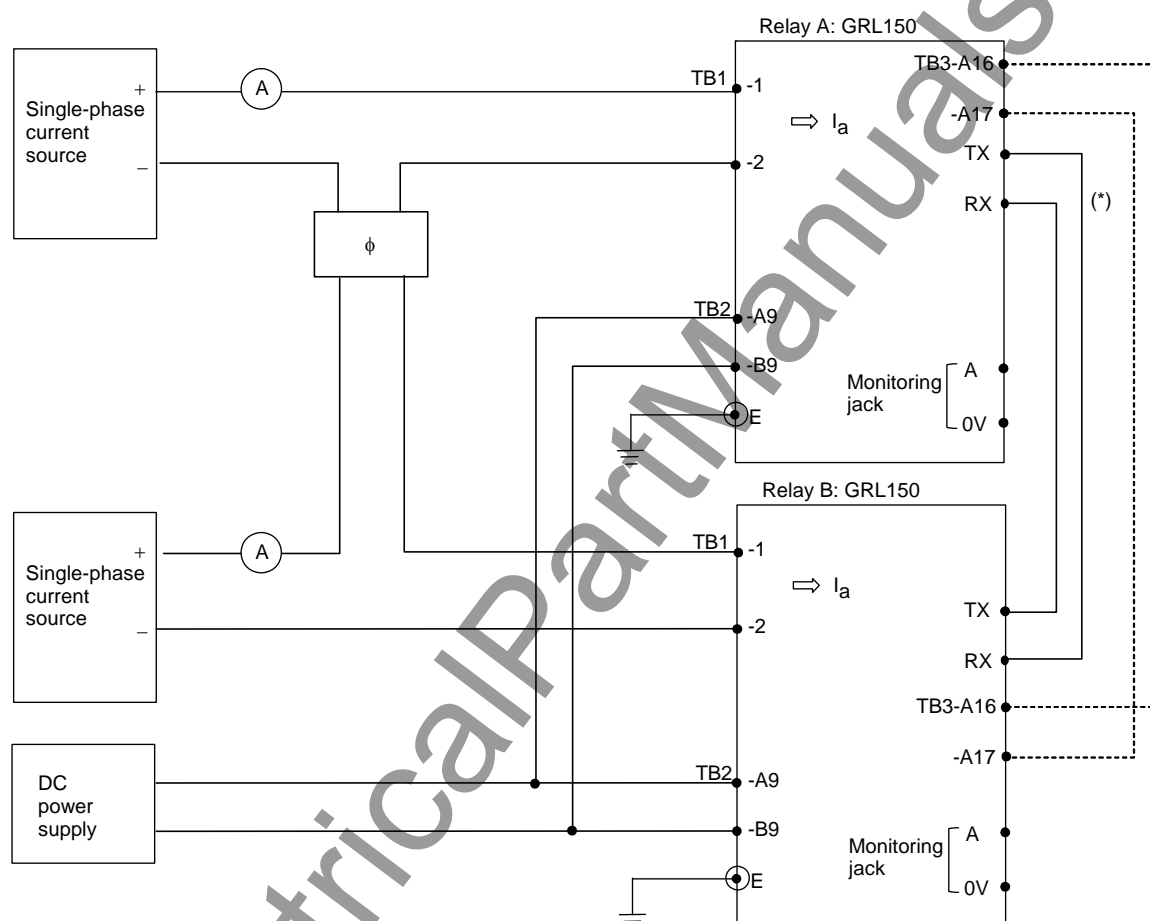 Relay A: GRL150
TB3-A16
+
A
TB1
-1
Single-phase
current
source
Ia
-A17
TX
−
-2
RX
(*)
ϕ
TB2
-A9
-B9
Monitoring
jack
A
0V
E
Relay B: GRL150
+
A
TB1
-1
Single-phase
current
source
Ia
TX
−
-2
RX
TB3-A16
-A17
DC
power
supply
TB2
-A9
-B9
Monitoring
jack
A
0V
E
ctricalPartManuals